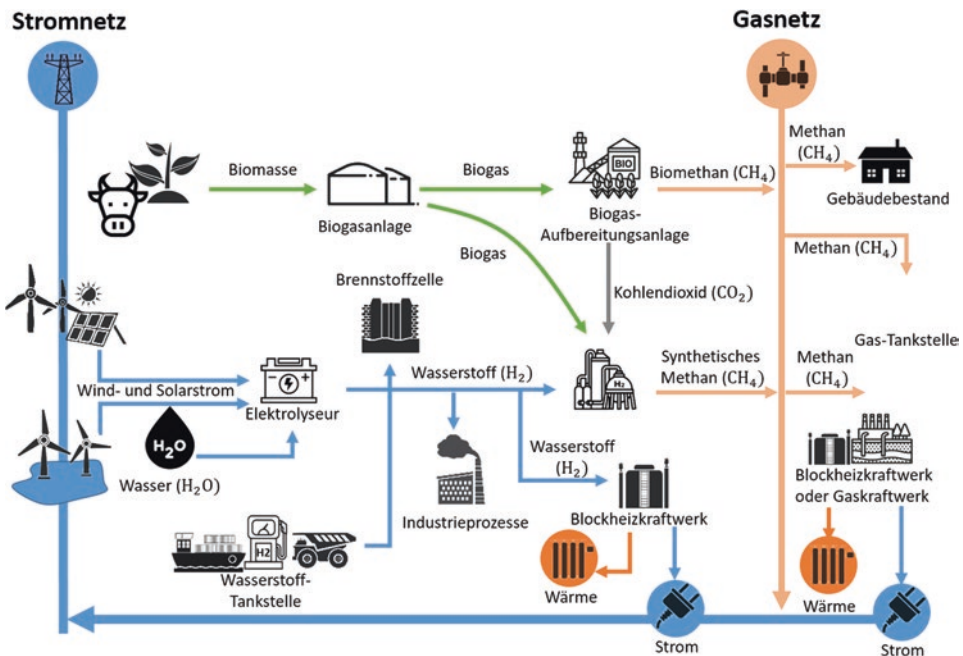 Stromnetz
Gasnetz
Methan
(CH₄)
Biomasse
Biogas
BIO
Biomethan (CH₄)
Gebäudebestand
Biogasanlage
Biogas-
Aufbereitungsanlage
Biogas
Methan (CH₄)
Brennstoffzelle
Kohlendioxid (CO₂)
Gas-Tankstelle
Wind- und Solarstrom
Elektrolyseur
Wasserstoff (H₂)
H₂
Synthetisches
Methan (CH₄)
Methan
(CH₄)
H₂O
Wasser (H₂O)
Wasserstoff
(H₂)
Industrieprozesse
Blockheizkraftwerk
Blockheizkraftwerk
oder Gaskraftwerk
H2
Wasserstoff-
Tankstelle
Wärme
Wärme
Strom
Strom